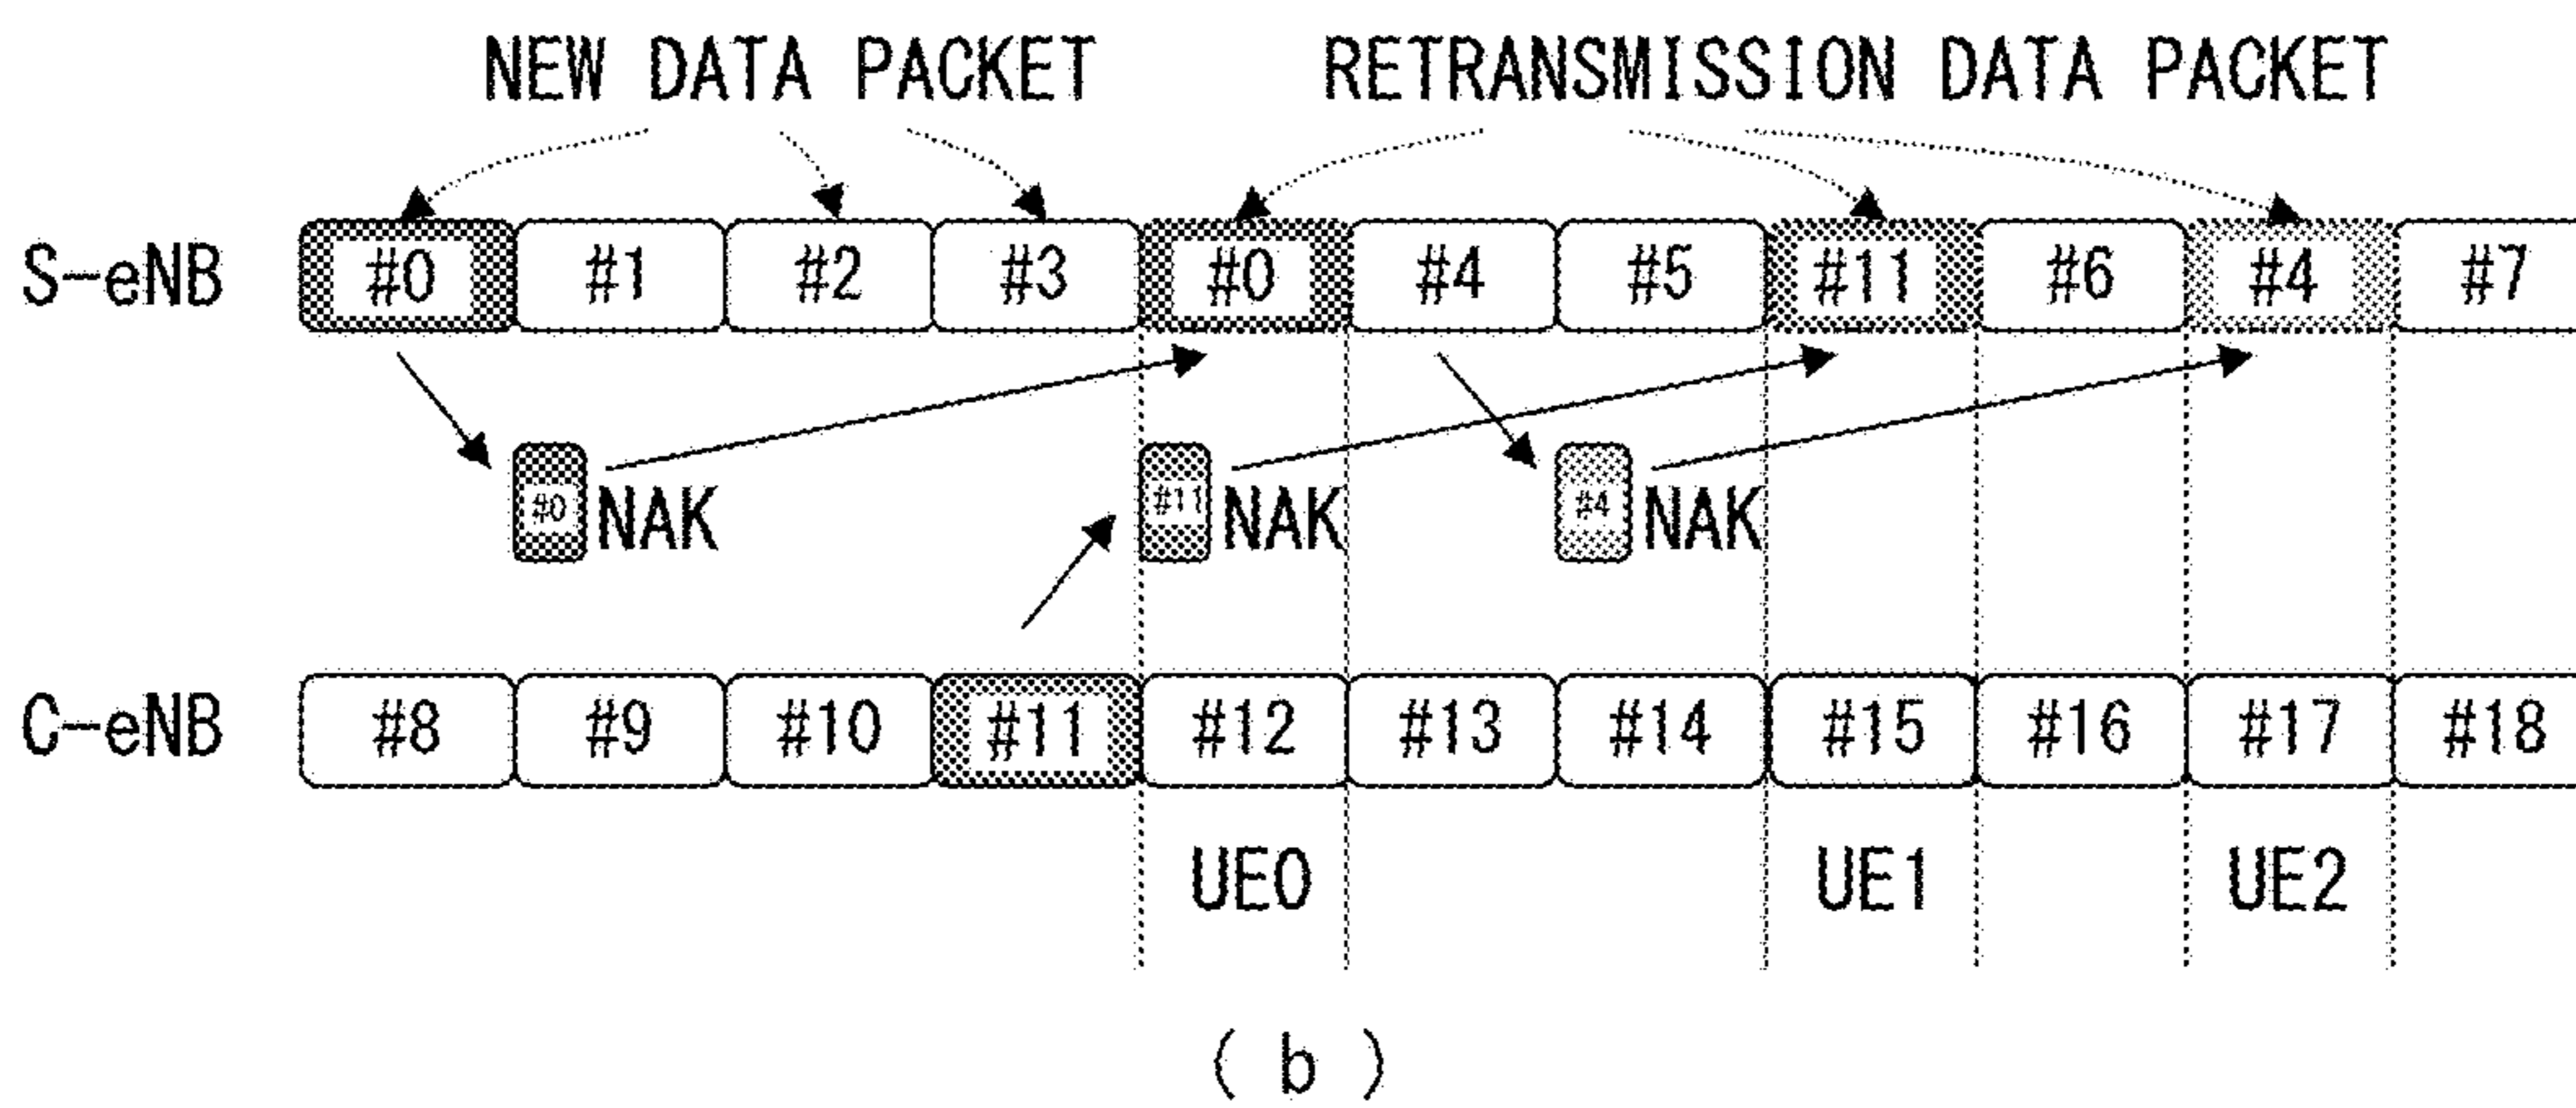 NEW DATA PACKET RETRANSMISSION DATA PACKET
S-eNB #0 #1 #2 #3 #0 #4 #5 #11 #6 #4 #7
#0 NAK #11 NAK #4 NAK
C-eNB #8 #9 #10 #11 #12 #13 #14 #15 #16 #17 #18
UE0 UE1 UE2
( b )